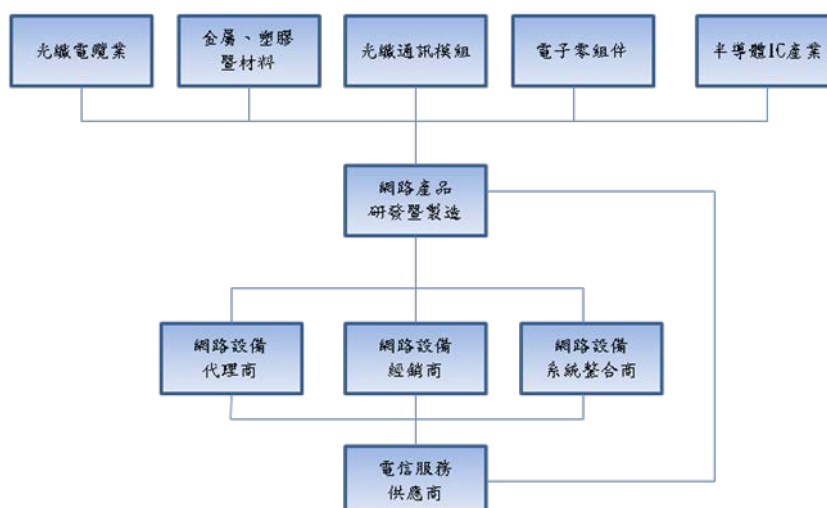 光纖電纜業
金屬、塑膠
暨材料
光纖通訊模組
電子零組件
半導體IC產業
網路產品
研發暨製造
網路設備
代理商
網路設備
經銷商
網路設備
系統整合商
電信服務
供應商